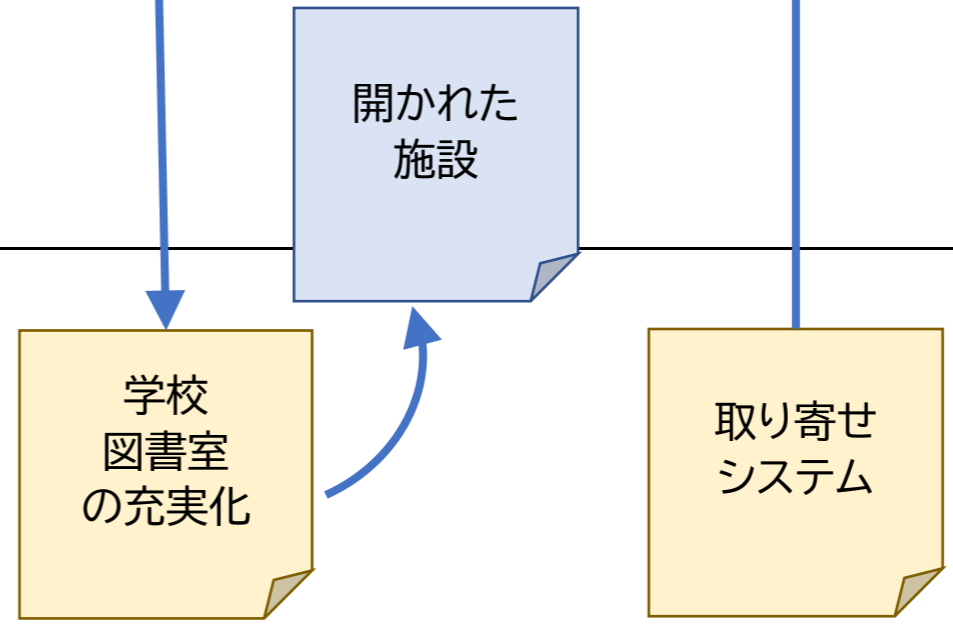 開かれた
施設
学校
図書室
の充実化
取り寄せ
システム